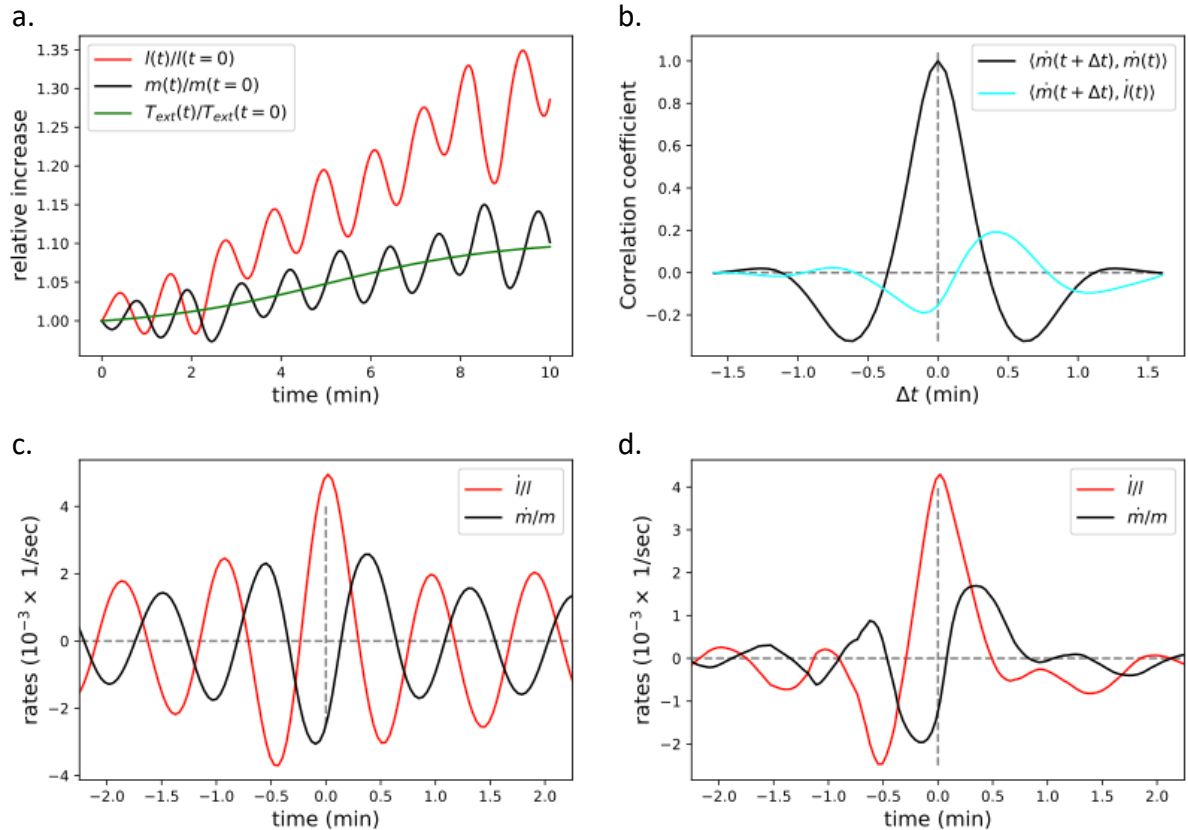 a.
relative increase
1.35
1.30
1.25
1.20
1.15
1.10
1.05
1.00
l(t)/l(t = 0)
m(t)/m(t = 0)
T_ext(t)/T_ext(t = 0)
0 2 4 6 8 10
time (min)
b.
Correlation coefficient
1.0
0.8
0.6
0.4
0.2
0.0
−0.2
⟨ṁ(t + Δt), ṁ(t)⟩
⟨ṁ(t + Δt), l̇(t)⟩
−1.5 −1.0 −0.5 0.0 0.5 1.0 1.5
Δt (min)
c.
rates (10⁻³ × 1/sec)
4
2
0
−2
−4
l̇/l
ṁ/m
−2.0 −1.5 −1.0 −0.5 0.0 0.5 1.0 1.5 2.0
time (min)
d.
rates (10⁻³ × 1/sec)
4
3
2
1
0
−1
−2
l̇/l
ṁ/m
−2.0 −1.5 −1.0 −0.5 0.0 0.5 1.0 1.5 2.0
time (min)